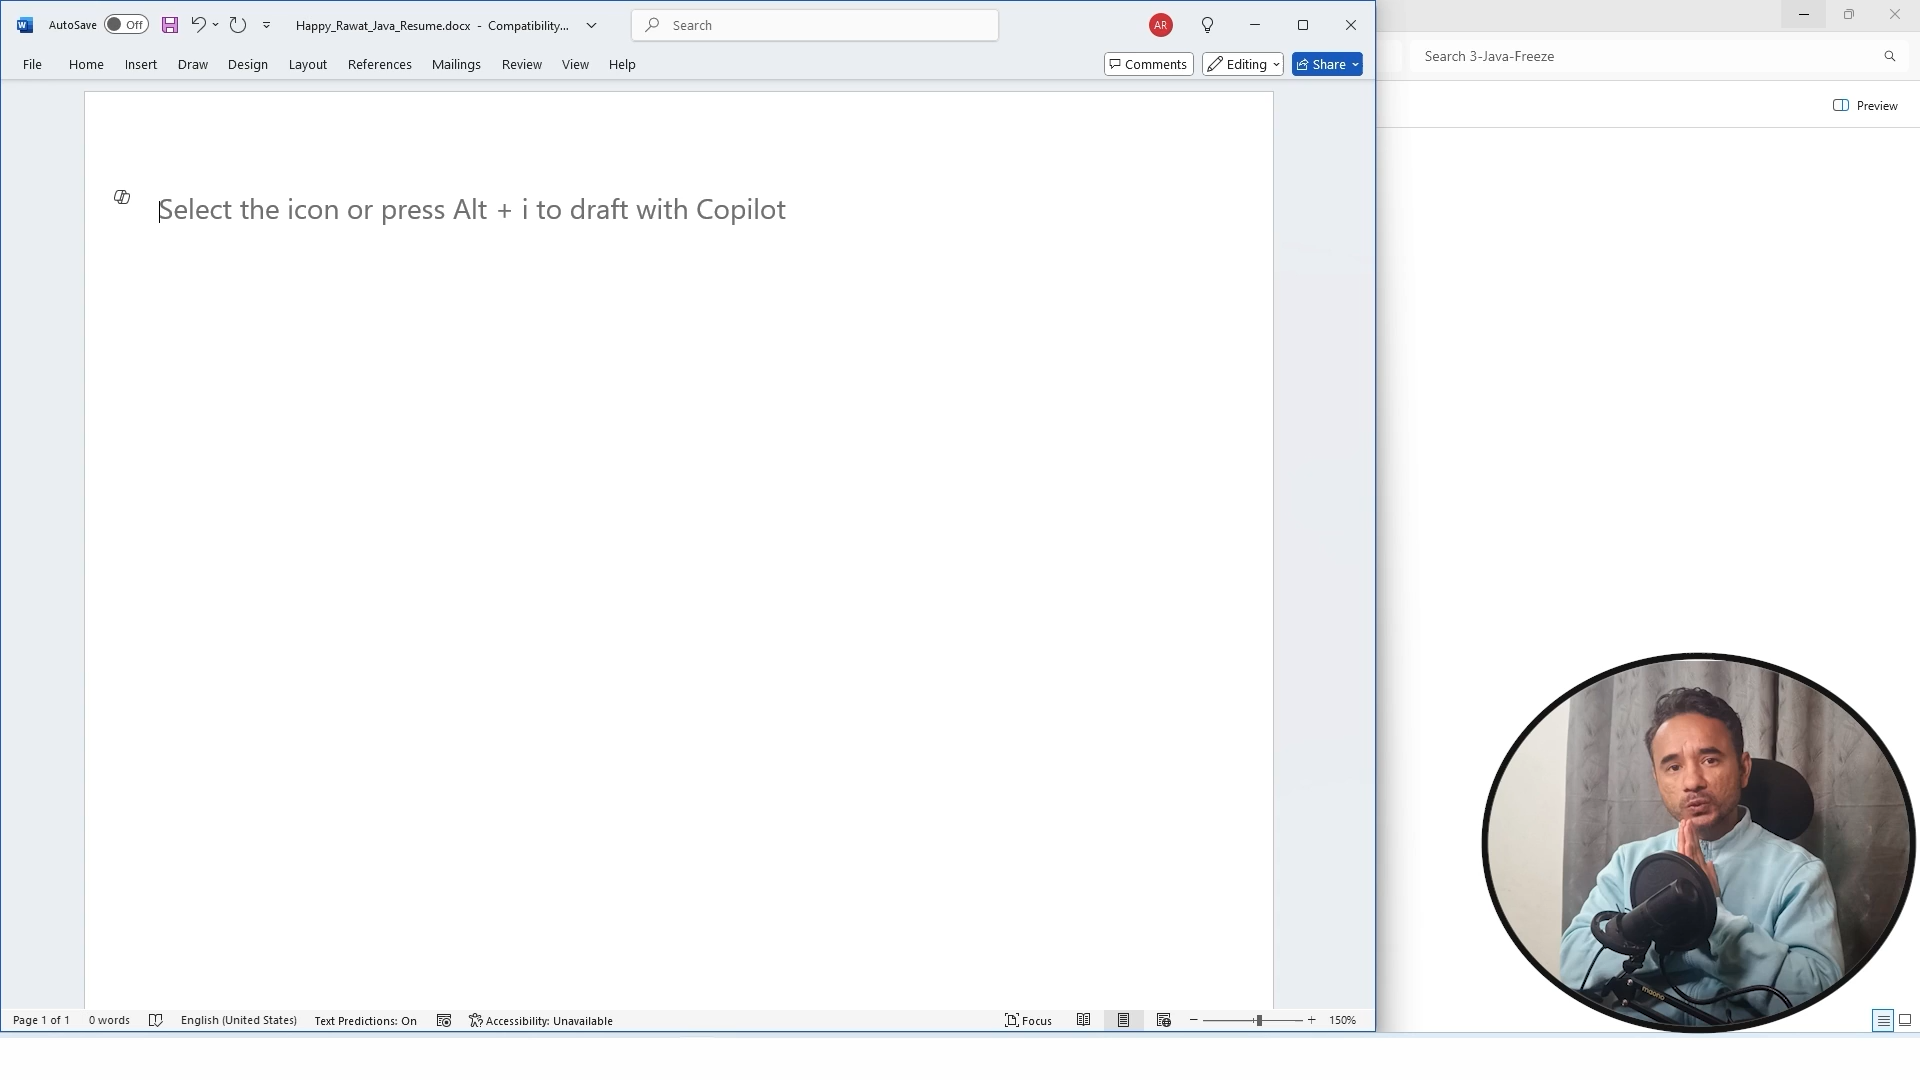 AutoSave Off Happy_Rawat_Java_Resume.docx - Compatibility... Search AR
File Home Insert Draw Design Layout References Mailings Review View Help Comments Editing Share
Search 3-Java-Freeze
Preview
Select the icon or press Alt + i to draft with Copilot
maono
Page 1 of 1 0 words English (United States) Text Predictions: On Accessibility: Unavailable Focus 150%